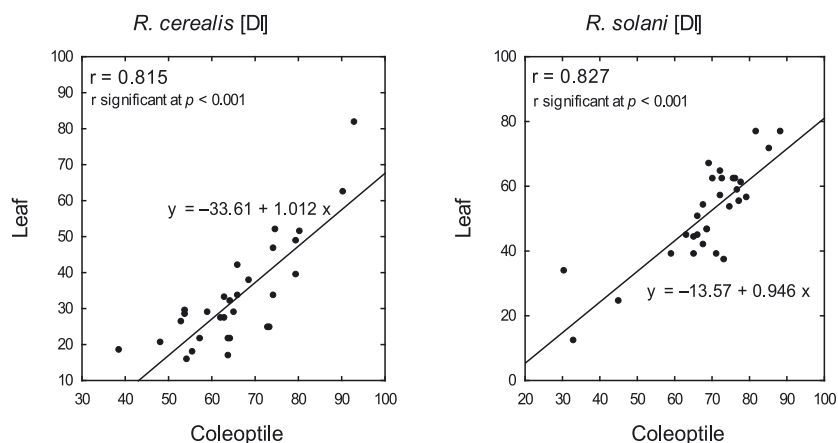 R. cerealis [DI]
r = 0.815
r significant at p < 0.001
y = –33.61 + 1.012 x
Leaf
100
90
80
70
60
50
40
30
20
10
30 40 50 60 70 80 90 100
Coleoptile
R. solani [DI]
r = 0.827
r significant at p < 0.001
y = –13.57 + 0.946 x
Leaf
100
80
60
40
20
0
20 30 40 50 60 70 80 90 100
Coleoptile